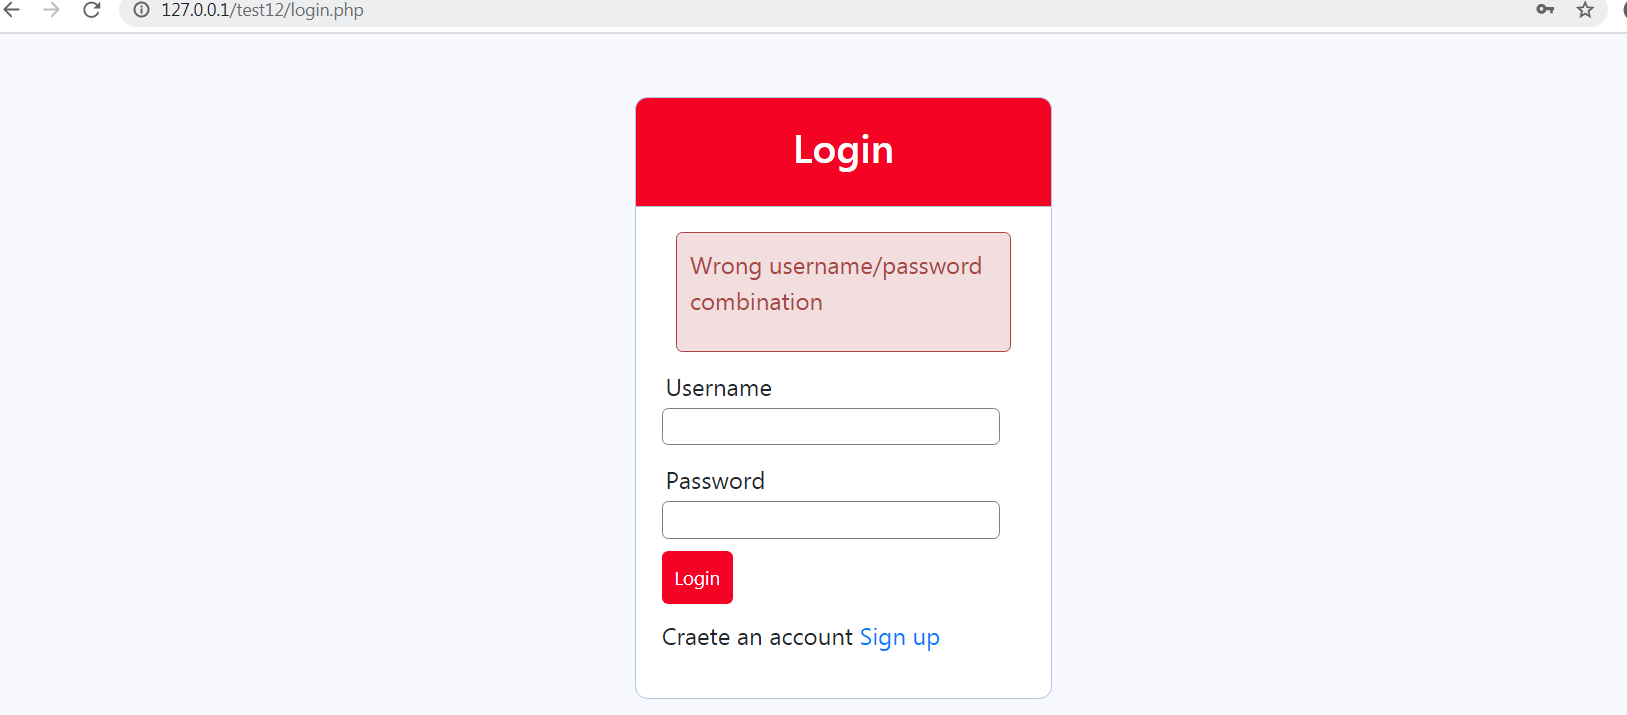 127.0.0.1/test12/login.php
Login
Wrong username/password
combination
Username
Password
Login
Craete an account Sign up